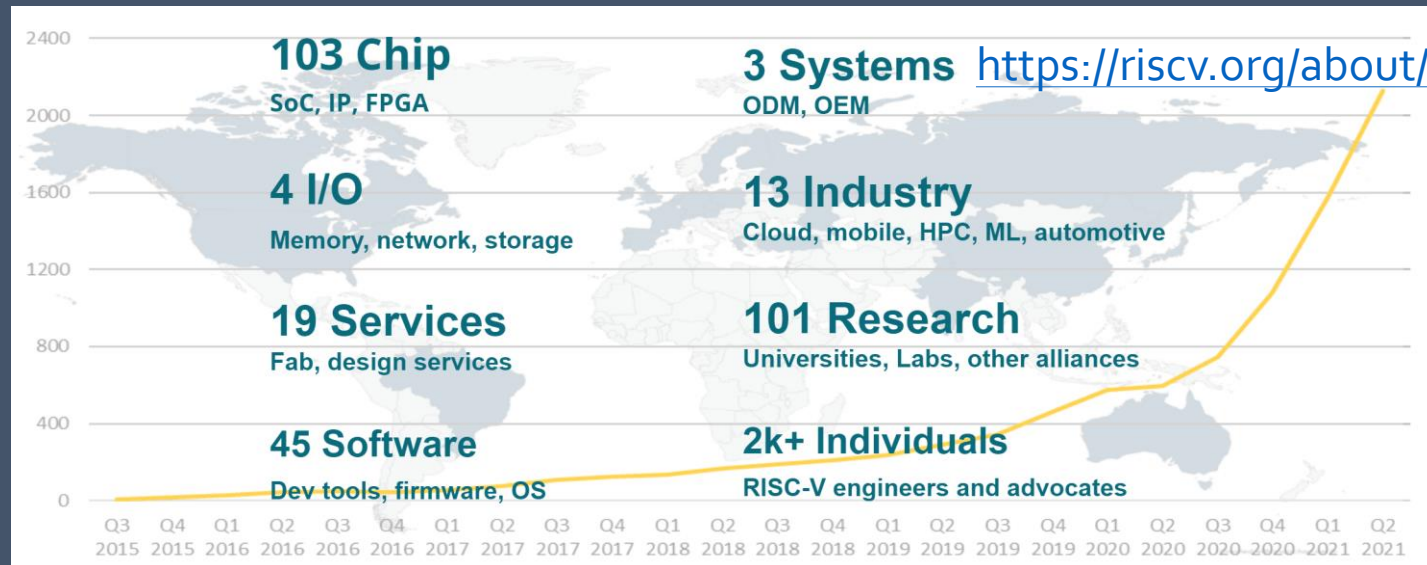 2400
2000
1600
1200
800
400
0
103 Chip
SoC, IP, FPGA
4 I/O
Memory, network, storage
19 Services
Fab, design services
45 Software
Dev tools, firmware, OS
3 Systems
ODM, OEM
https://riscv.org/about/
13 Industry
Cloud, mobile, HPC, ML, automotive
101 Research
Universities, Labs, other alliances
2k+ Individuals
RISC-V engineers and advocates
Q3 Q4 Q1 Q2 Q3 Q4 Q1 Q2 Q3 Q4 Q1 Q2 Q3 Q4 Q1 Q2 Q3 Q4 Q1 Q2 Q3 Q4 Q1 Q2
2015 2015 2016 2016 2016 2016 2017 2017 2017 2017 2018 2018 2018 2018 2019 2019 2019 2019 2020 2020 2020 2020 2021 2021